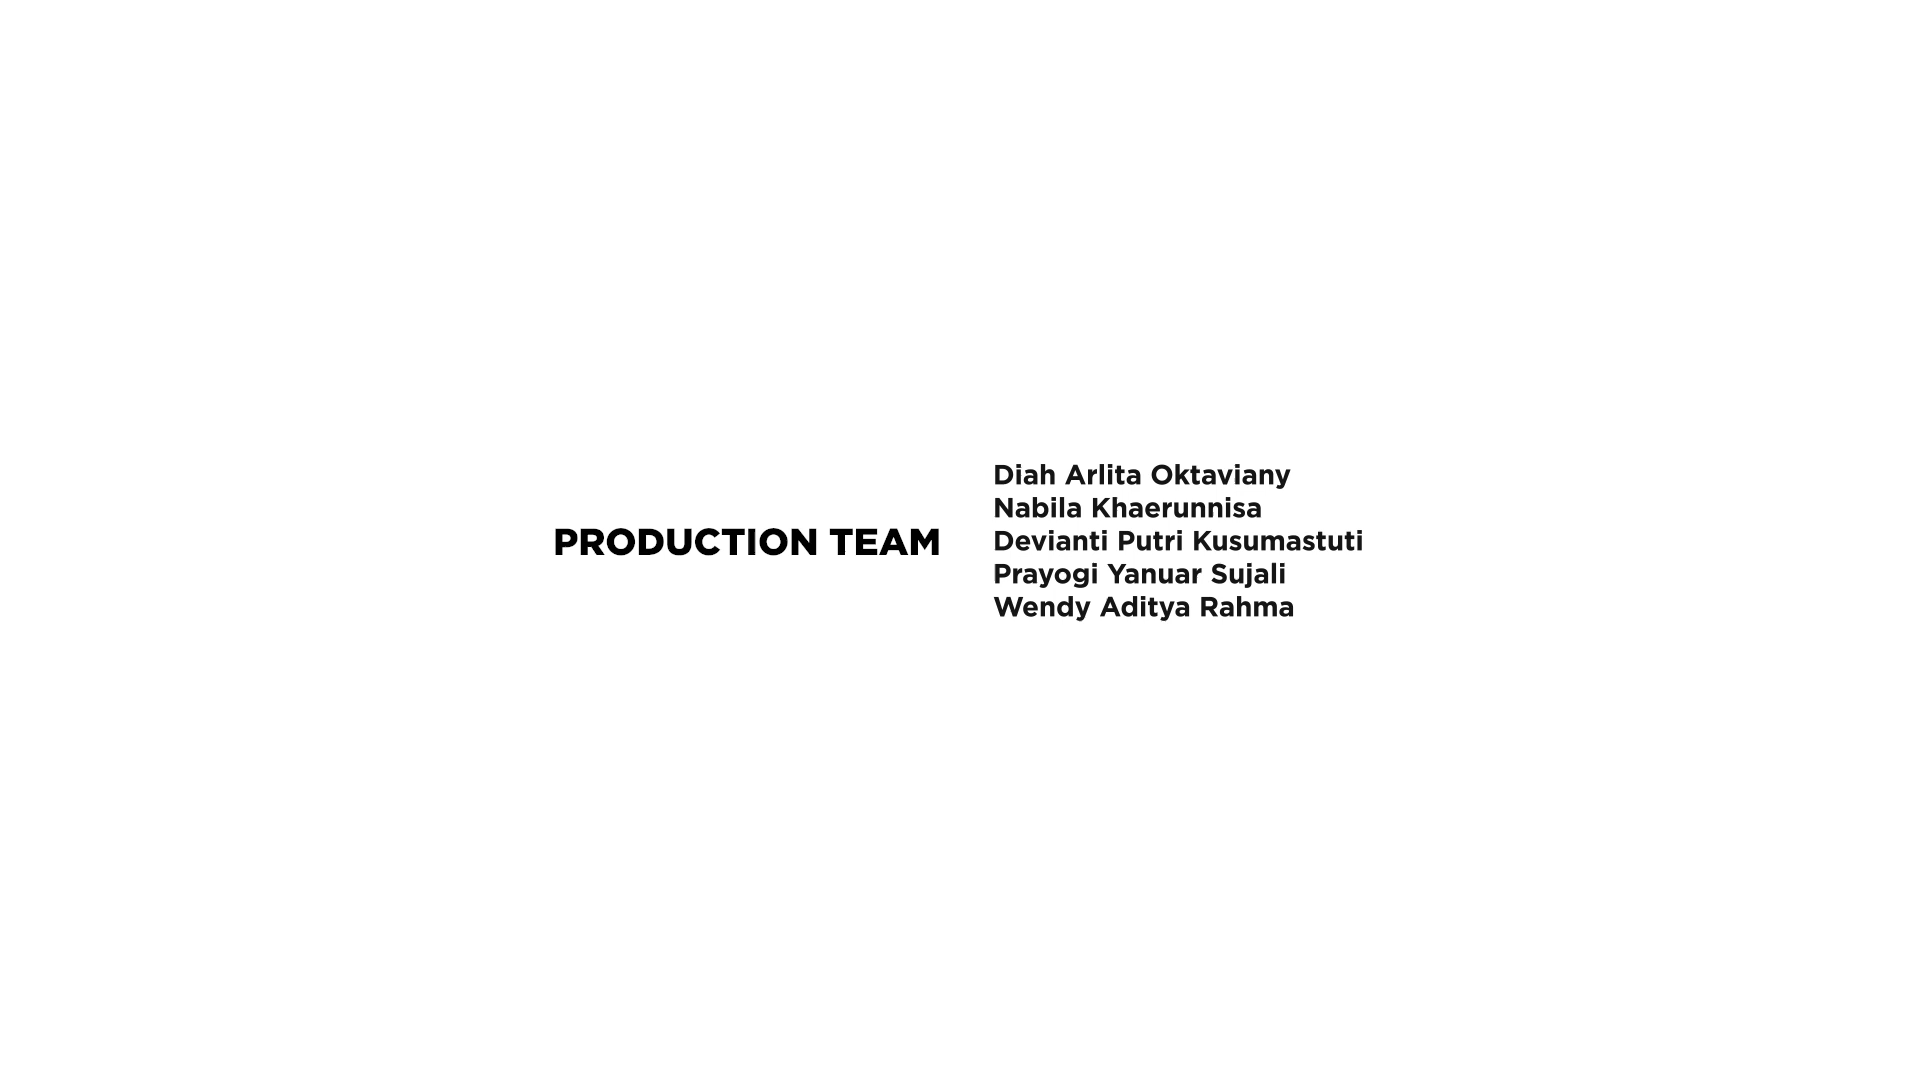 PRODUCTION TEAM
Diah Arlita Oktaviany
Nabila Khaerunnisa
Devianti Putri Kusumastuti
Prayogi Yanuar Sujali
Wendy Aditya Rahma